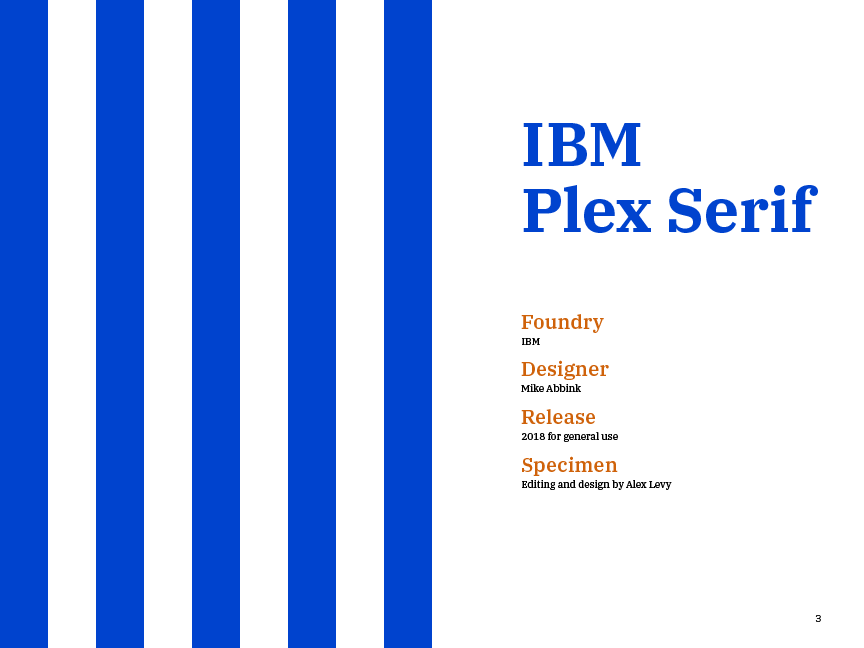 IBM
Plex Serif
Foundry
IBM
Designer
Mike Abbink
Release
2018 for general use
Specimen
Editing and design by Alex Levy
3